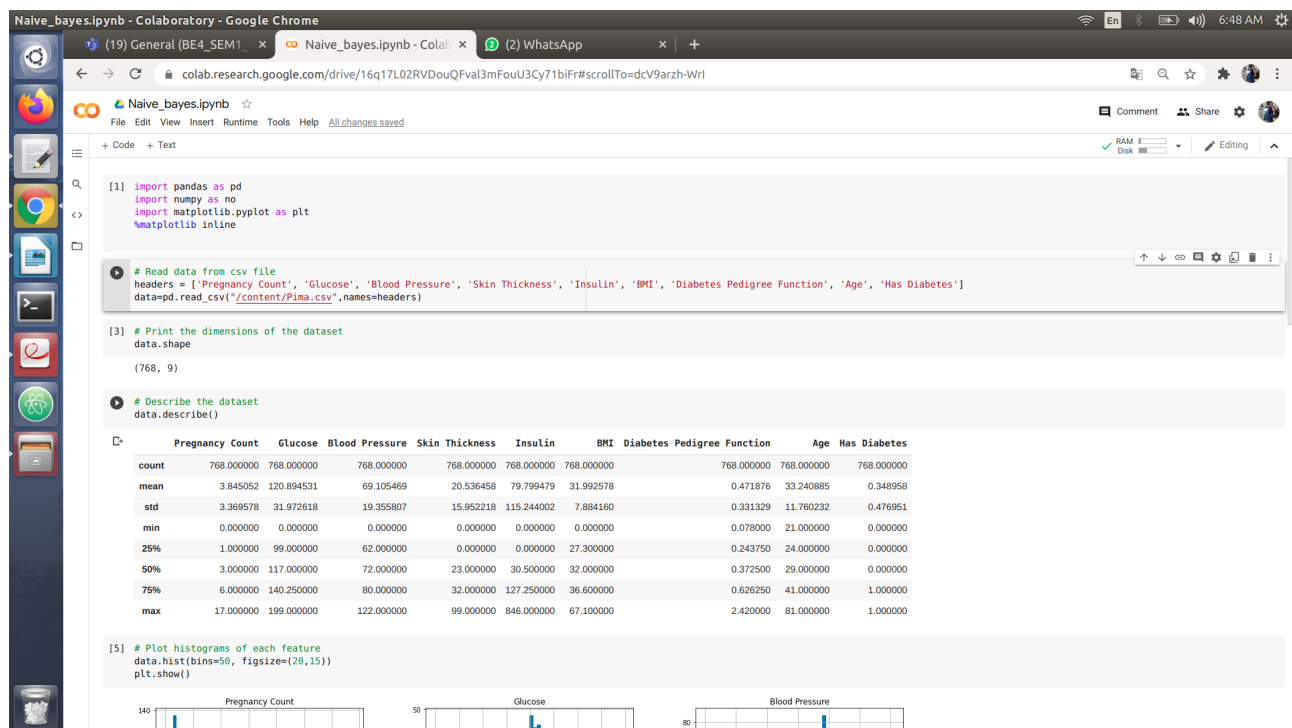 Naive_bayes.ipynb - Colaboratory - Google Chrome
En
6:48 AM
(19) General (BE4_SEM1_
Naive_bayes.ipynb - Colab
(2) WhatsApp
colab.research.google.com/drive/16q17L02RVDouQFval3mFouU3Cy71biFr#scrollTo=dcV9arzh-WrI
Naive_bayes.ipynb
Comment Share
File Edit View Insert Runtime Tools Help All changes saved
+ Code + Text
RAM
Disk
Editing
[1] import pandas as pd
import numpy as no
import matplotlib.pyplot as plt
%matplotlib inline
# Read data from csv file
headers = ['Pregnancy Count', 'Glucose', 'Blood Pressure', 'Skin Thickness', 'Insulin', 'BMI', 'Diabetes Pedigree Function', 'Age', 'Has Diabetes']
data=pd.read_csv("/content/Pima.csv",names=headers)
[3] # Print the dimensions of the dataset
data.shape
(768, 9)
# Describe the dataset
data.describe()
Pregnancy Count Glucose Blood Pressure Skin Thickness Insulin BMI Diabetes Pedigree Function Age Has Diabetes
count 768.000000 768.000000 768.000000 768.000000 768.000000 768.000000 768.000000 768.000000 768.000000
mean 3.845052 120.894531 69.105469 20.536458 79.799479 31.992578 0.471876 33.240885 0.348958
std 3.369578 31.972618 19.355807 15.952218 115.244002 7.884160 0.331329 11.760232 0.476951
min 0.000000 0.000000 0.000000 0.000000 0.000000 0.000000 0.078000 21.000000 0.000000
25% 1.000000 99.000000 62.000000 0.000000 0.000000 27.300000 0.243750 24.000000 0.000000
50% 3.000000 117.000000 72.000000 23.000000 30.500000 32.000000 0.372500 29.000000 0.000000
75% 6.000000 140.250000 80.000000 32.000000 127.250000 36.600000 0.626250 41.000000 1.000000
max 17.000000 199.000000 122.000000 99.000000 846.000000 67.100000 2.420000 81.000000 1.000000
[5] # Plot histograms of each feature
data.hist(bins=50, figsize=(20,15))
plt.show()
Pregnancy Count Glucose Blood Pressure
140 50 80